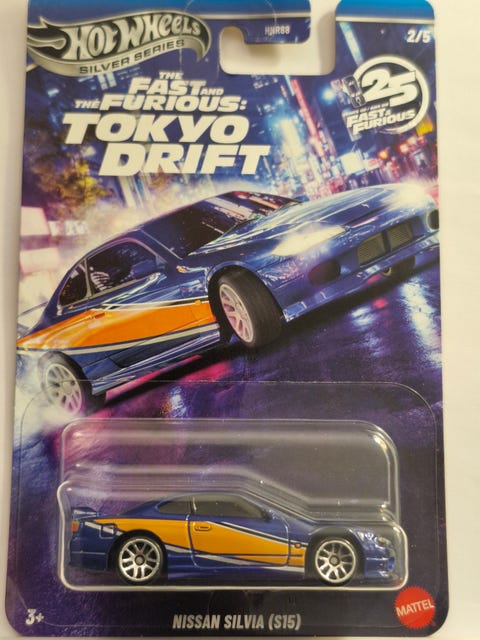 HOT WHEELS
SILVER SERIES
HNR88
2/5
THE
FAST AND
THE FURIOUS:
TOKYO
DRIFT
25
FAST &
FURIOUS
3+
NISSAN SILVIA (S15)
MATTEL